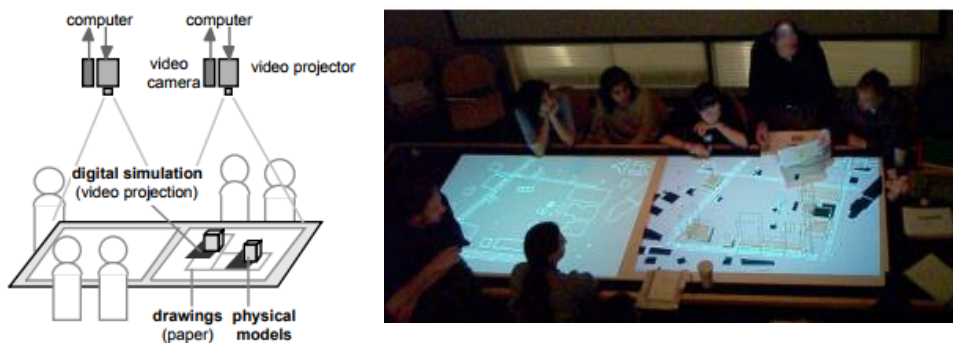 computer
computer
video
camera
video projector
digital simulation
(video projection)
drawings
(paper)
physical
models